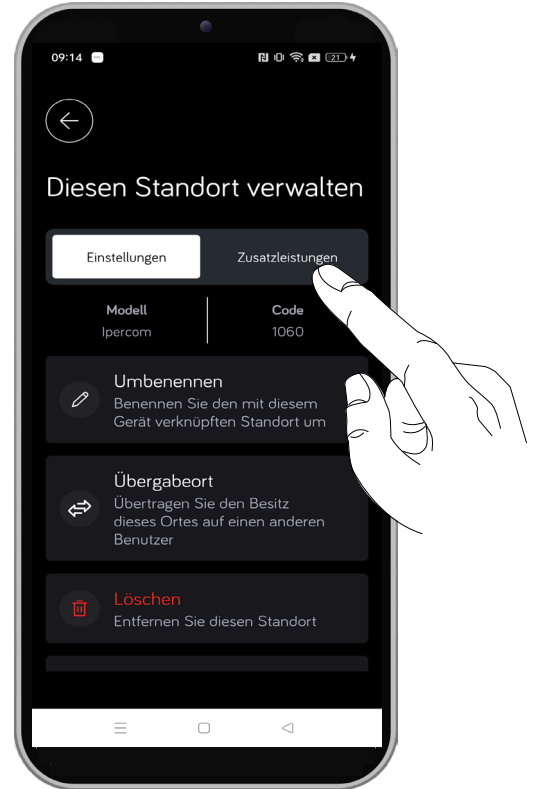 09:14
21
Diesen Standort verwalten
Einstellungen Zusatzleistungen
Modell Code
Ipercom 1060
Umbenennen
Benennen Sie den mit diesem
Gerät verknüpften Standort um
Übergabeort
Übertragen Sie den Besitz
dieses Ortes auf einen anderen
Benutzer
Löschen
Entfernen Sie diesen Standort